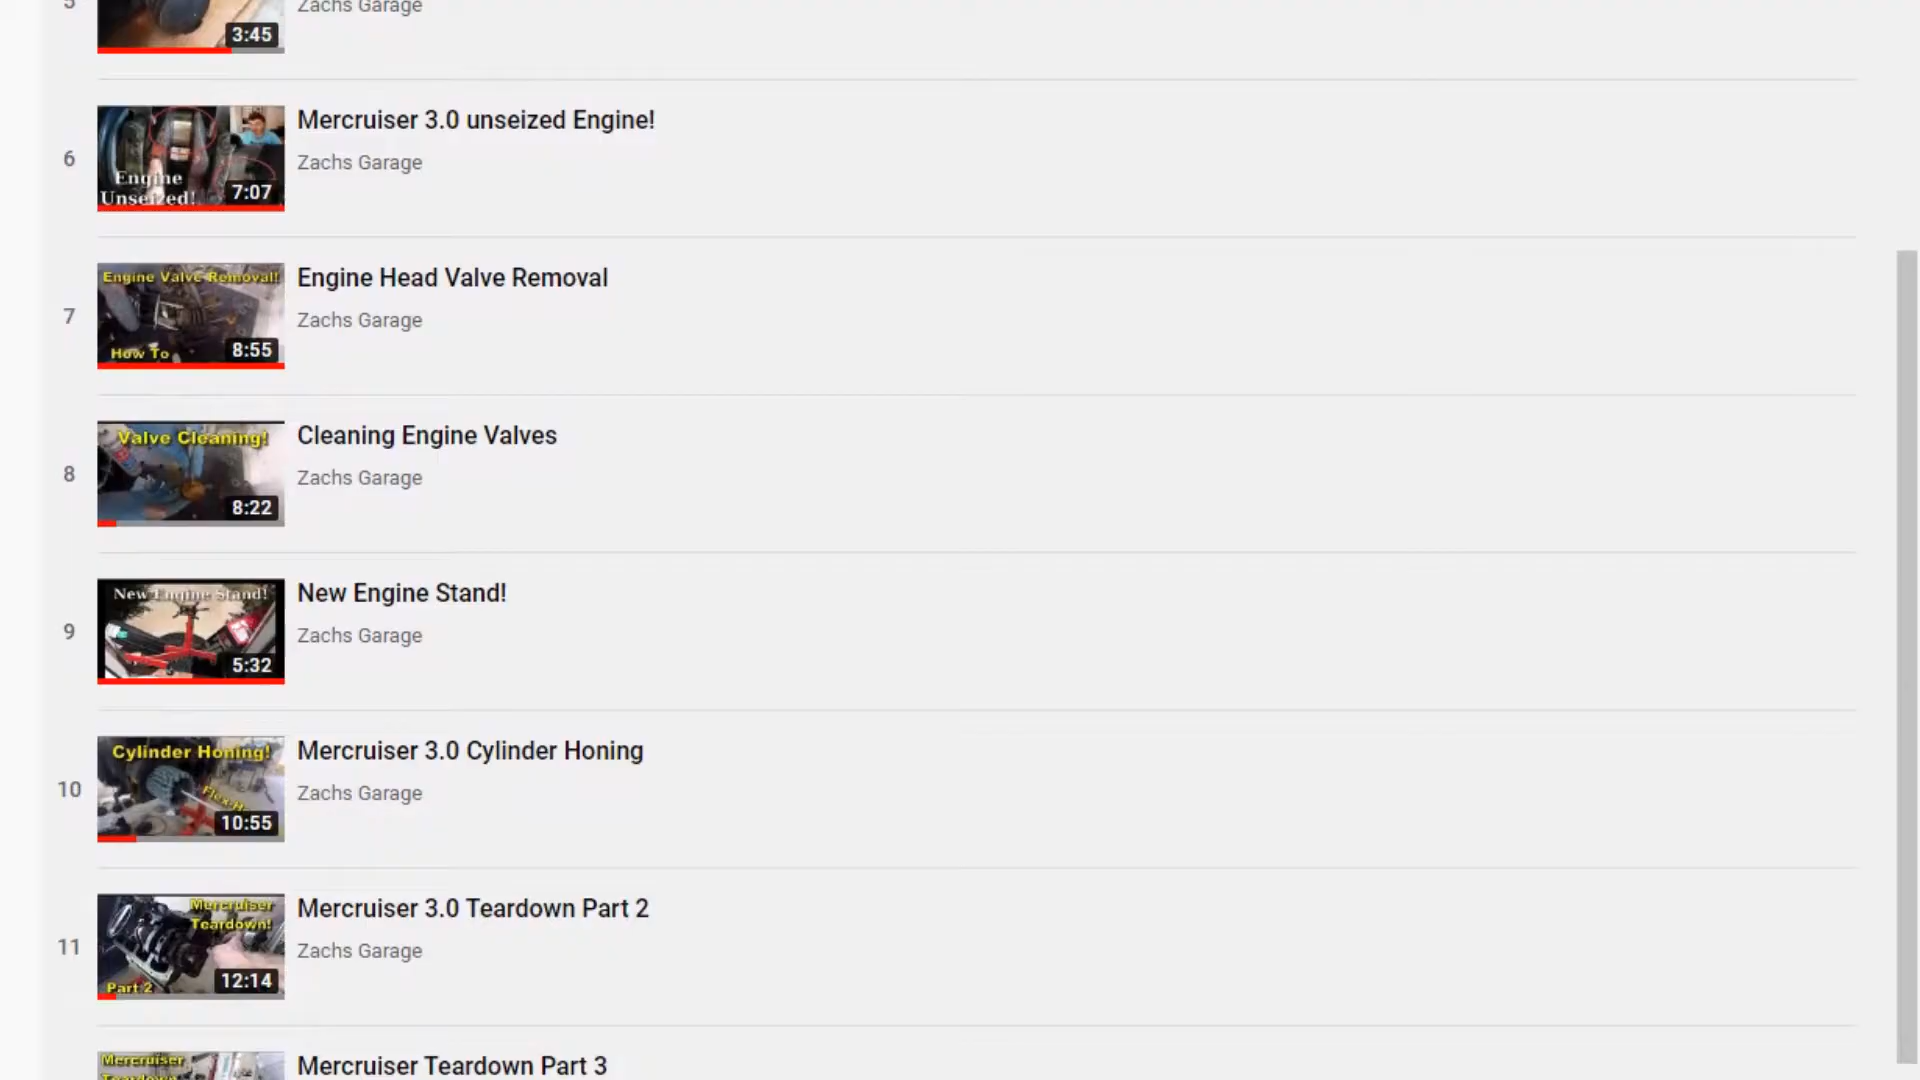 5
Zachs Garage
3:45
6
Engine
Unseized!
7:07
Mercruiser 3.0 unseized Engine!
Zachs Garage
7
Engine Valve Removal!
How To
8:55
Engine Head Valve Removal
Zachs Garage
8
Valve Cleaning!
8:22
Cleaning Engine Valves
Zachs Garage
9
New Engine Stand!
5:32
New Engine Stand!
Zachs Garage
10
Cylinder Honing!
10:55
Mercruiser 3.0 Cylinder Honing
Zachs Garage
11
Mercruiser
Teardown!
Part 2
12:14
Mercruiser 3.0 Teardown Part 2
Zachs Garage
Mercruiser
Teardown
Mercruiser Teardown Part 3